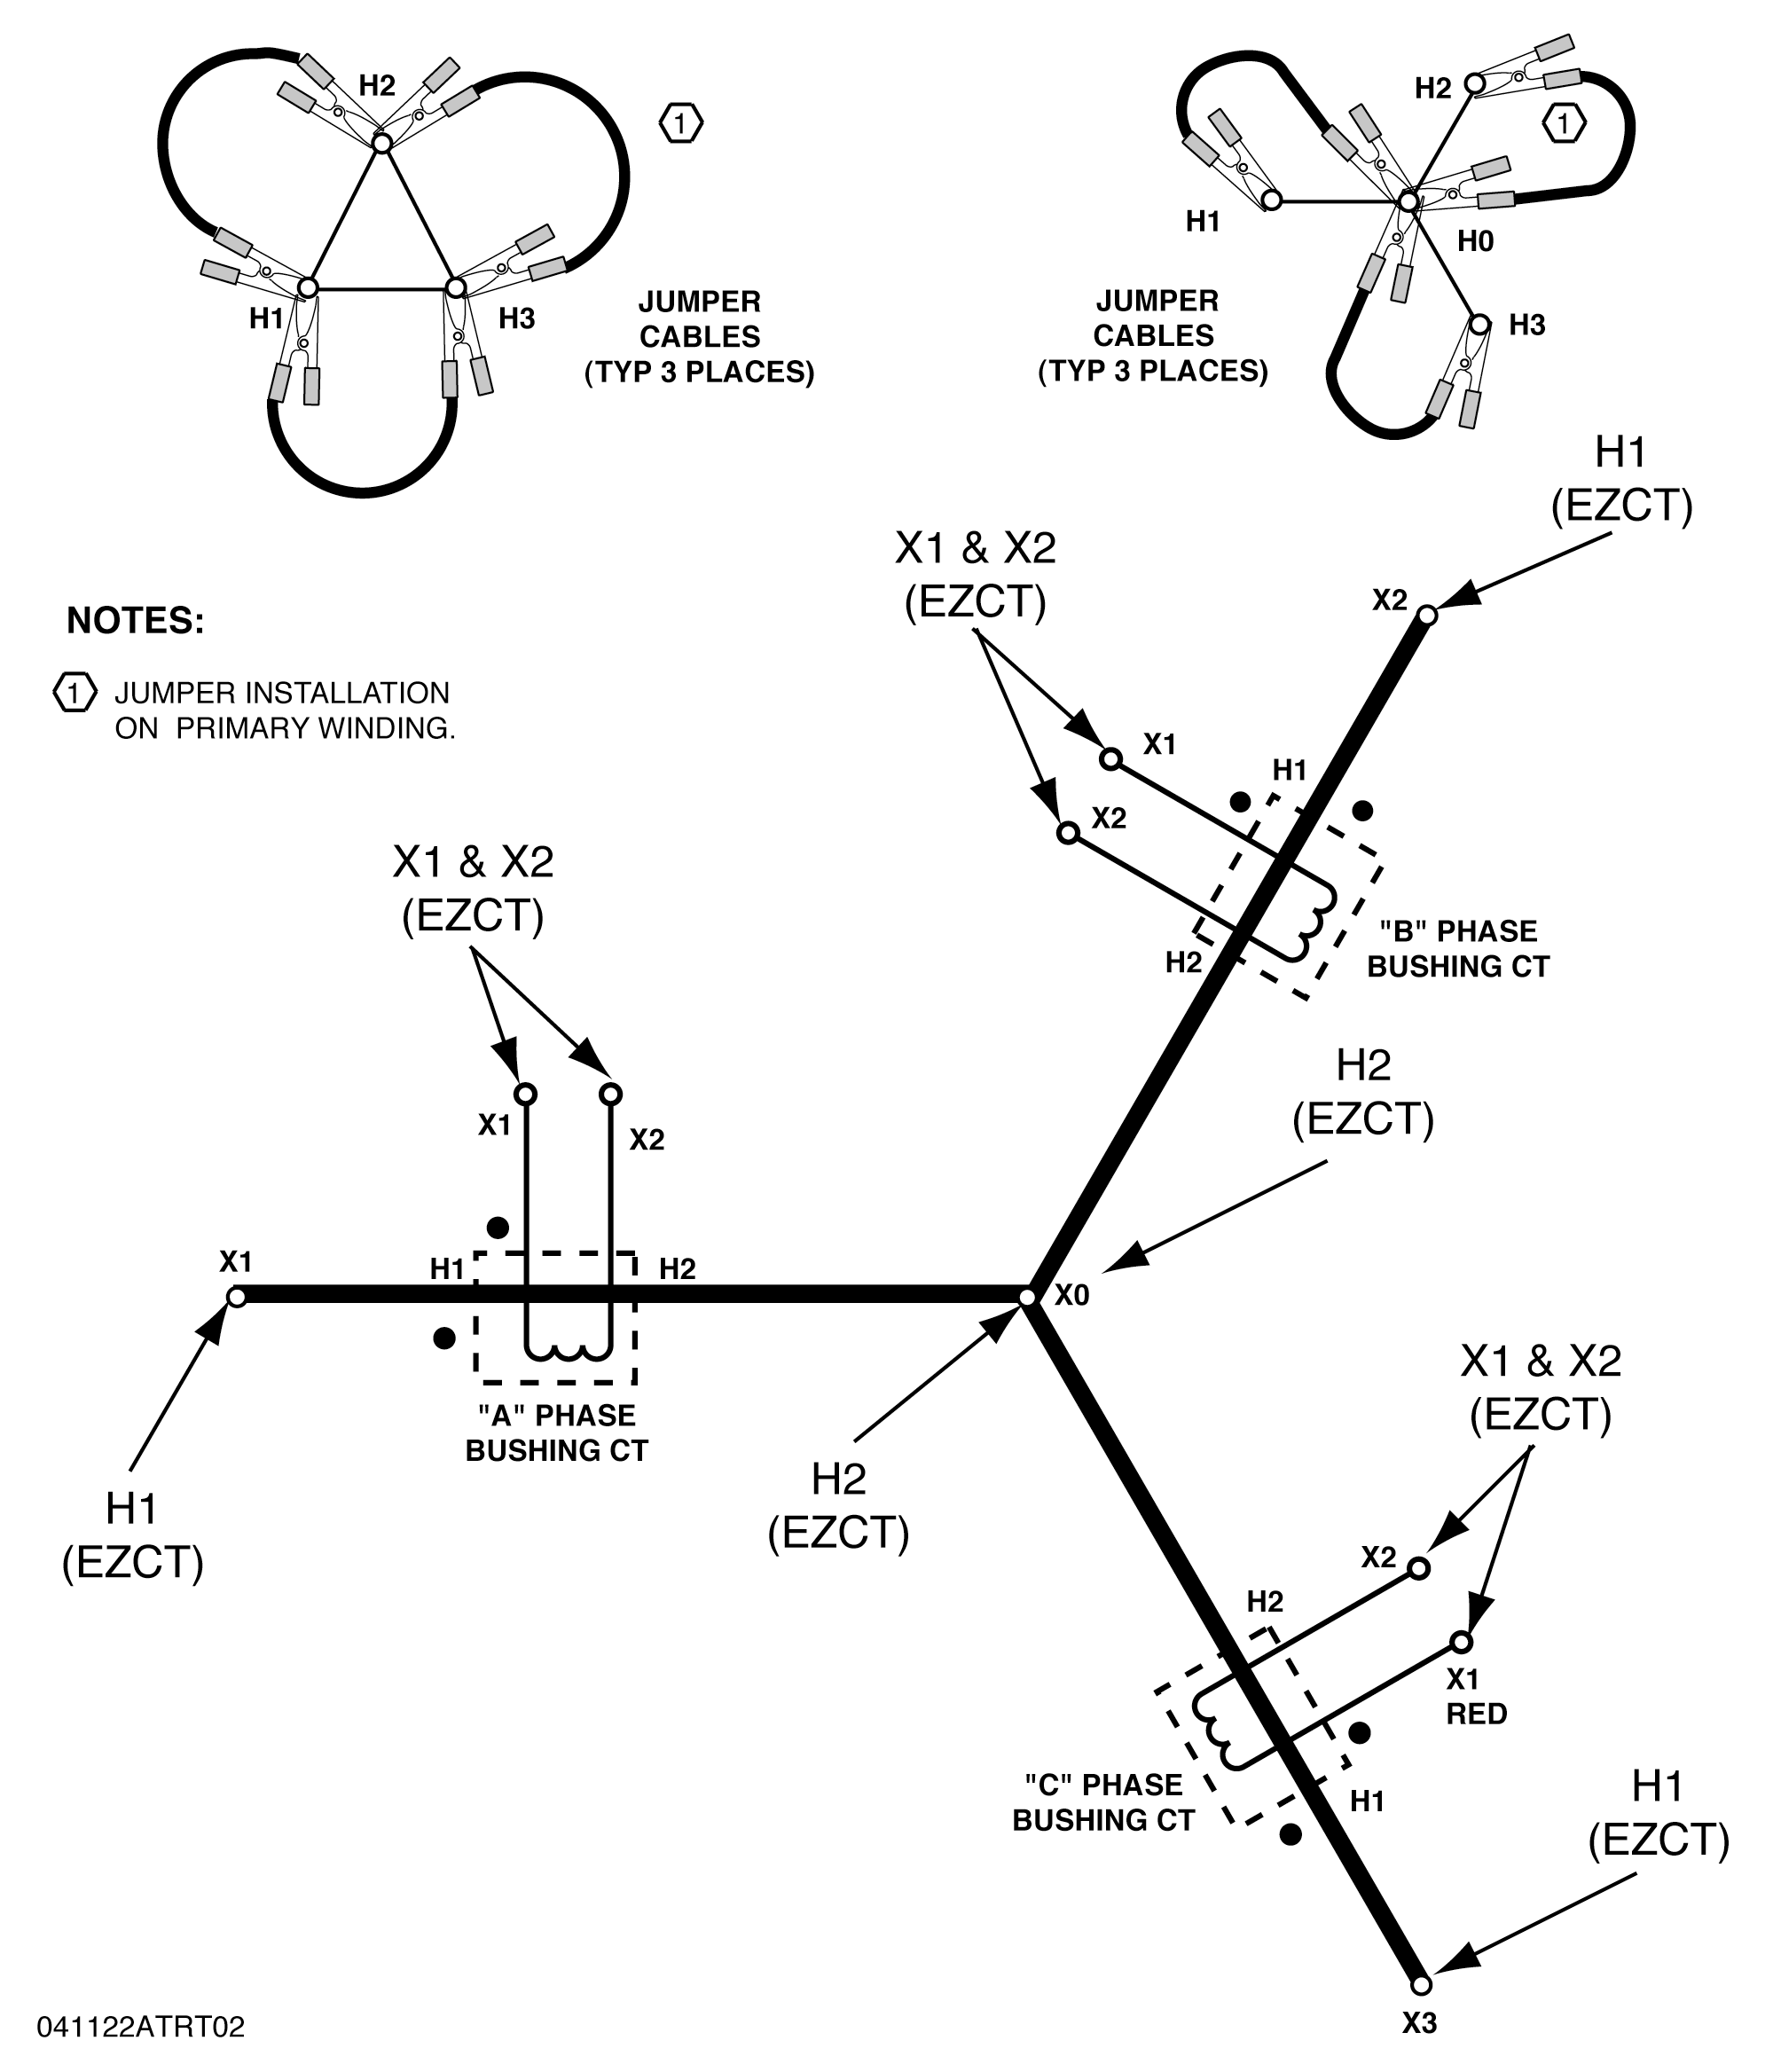 H2
1
H1
H3
JUMPER
CABLES
(TYP 3 PLACES)
H2
1
H1
H0
H3
JUMPER
CABLES
(TYP 3 PLACES)
H1
(EZCT)
X1 & X2
(EZCT)
X2
NOTES:
1 JUMPER INSTALLATION
ON PRIMARY WINDING.
X1
H1
X2
H2
"B" PHASE
BUSHING CT
X1 & X2
(EZCT)
H2
(EZCT)
X1
X2
X1
H1
H2
X0
"A" PHASE
BUSHING CT
H1
(EZCT)
H2
(EZCT)
X1 & X2
(EZCT)
X2
H2
X1
RED
"C" PHASE
BUSHING CT
H1
H1
(EZCT)
X3
041122ATRT02